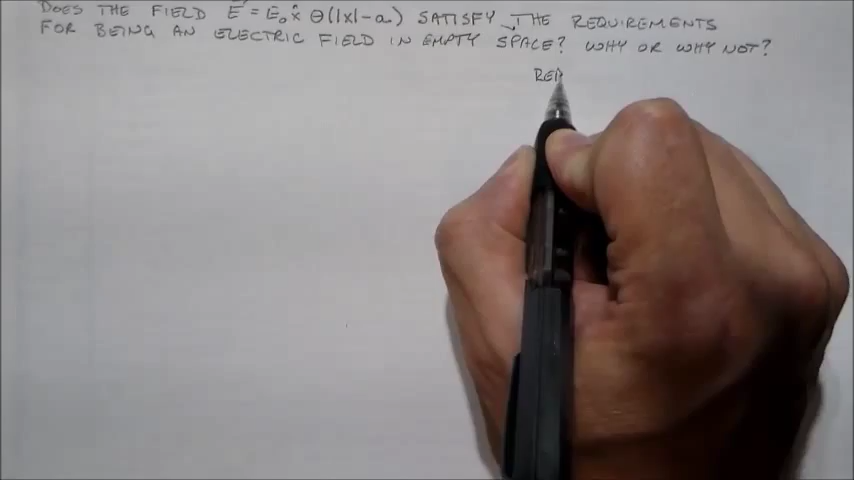 DOES THE FIELD E⃗ = E₀ x̂ Θ(|x|-a) SATISFY THE REQUIREMENTS
FOR BEING AN ELECTRIC FIELD IN EMPTY SPACE? WHY OR WHY NOT?